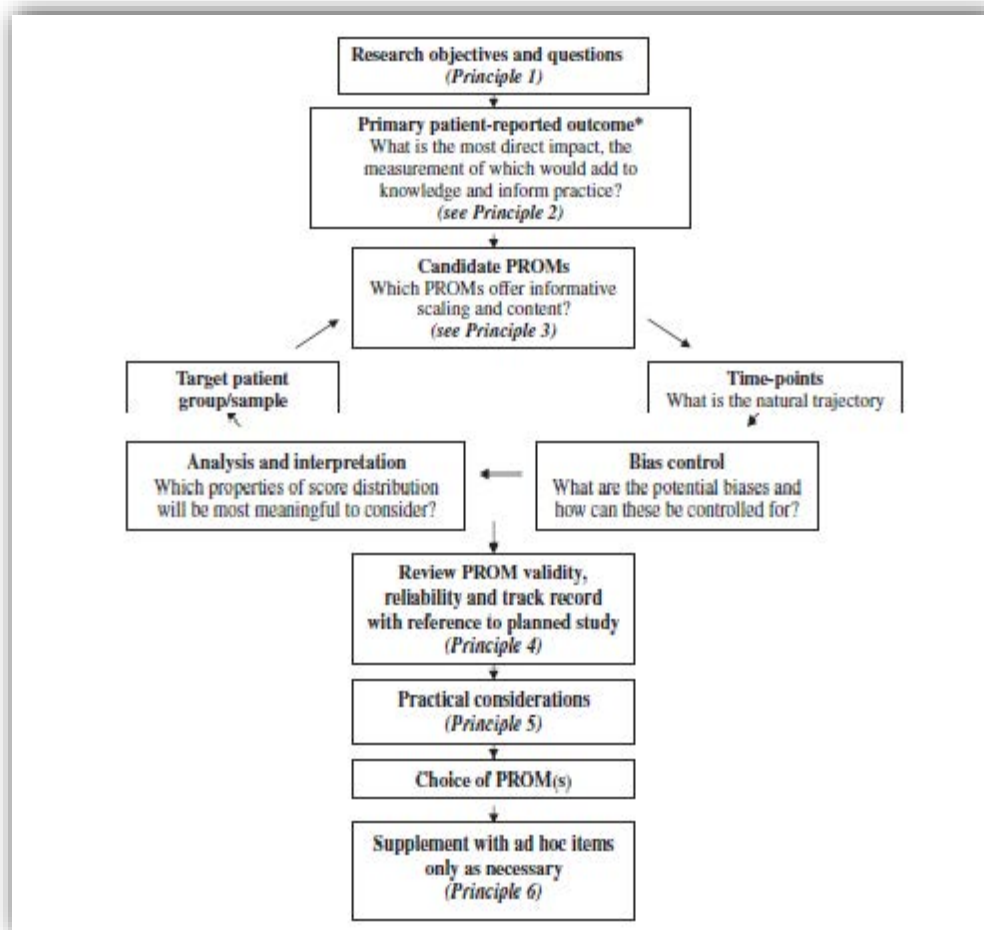 Research objectives and questions
(Principle 1)
Primary patient-reported outcome*
What is the most direct impact, the
measurement of which would add to
knowledge and inform practice?
(see Principle 2)
Candidate PROMs
Which PROMs offer informative
scaling and content?
(see Principle 3)
Target patient
group/sample
Time-points
What is the natural trajectory
Analysis and interpretation
Which properties of score distribution
will be most meaningful to consider?
Bias control
What are the potential biases and
how can these be controlled for?
Review PROM validity,
reliability and track record
with reference to planned study
(Principle 4)
Practical considerations
(Principle 5)
Choice of PROM(s)
Supplement with ad hoc items
only as necessary
(Principle 6)